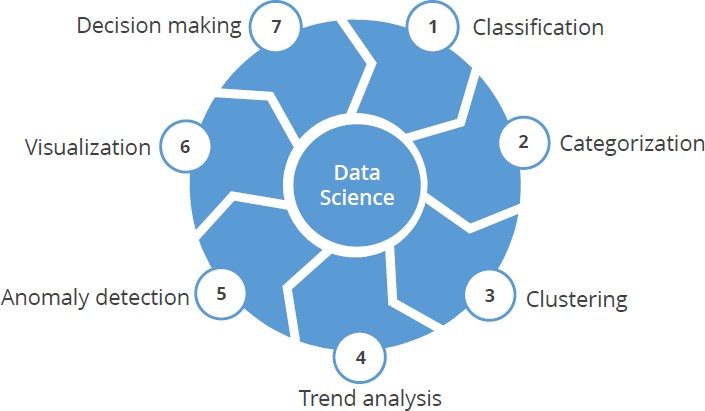 Data
Science
1 Classification
2 Categorization
3 Clustering
4
Trend analysis
Anomaly detection 5
Visualization 6
Decision making 7